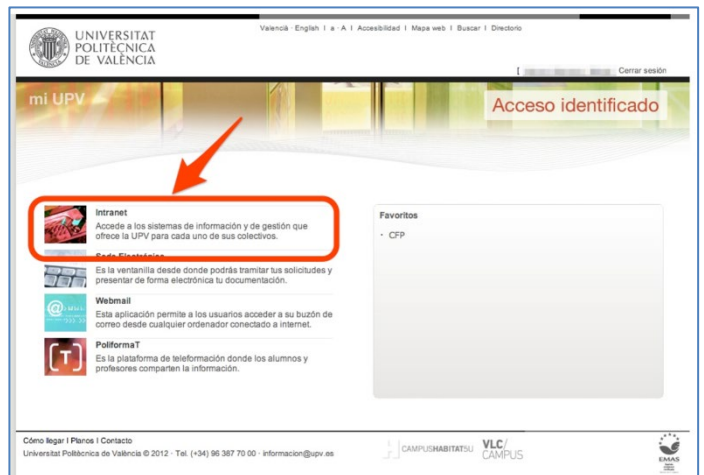 UNIVERSITAT
POLITÈCNICA
DE VALÈNCIA
Valencià · English I a · A I Accesibilidad I Mapa web I Buscar I Directorio
[ Cerrar sesión
mi UPV
Acceso identificado
Intranet
Accede a los sistemas de información y de gestión que
ofrece la UPV para cada uno de sus colectivos.
Sede Electrónica
Es la ventanilla desde donde podrás tramitar tus solicitudes y
presentar de forma electrónica tu documentación.
Webmail
Esta aplicación permite a los usuarios acceder a su buzón de
correo desde cualquier ordenador conectado a internet.
[T]
PoliformaT
Es la plataforma de teleformación donde los alumnos y
profesores comparten la información.
Favoritos
· CFP
Cómo llegar I Planos I Contacto
Universitat Politècnica de València © 2012 · Tel. (+34) 96 387 70 00 · informacion@upv.es
CAMPUSHABITAT5U
VLC/
CAMPUS
EMAS